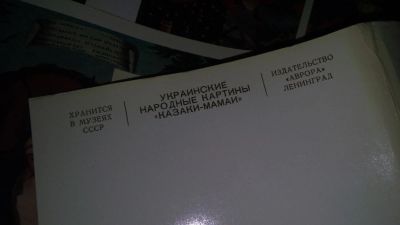 ХРАНИТСЯ
В МУЗЕЯХ
СССР
УКРАИНСКИЕ
НАРОДНЫЕ КАРТИНЫ
«КАЗАКИ-МАМАИ»
ИЗДАТЕЛЬСТВО
«АВРОРА»
ЛЕНИНГРАД